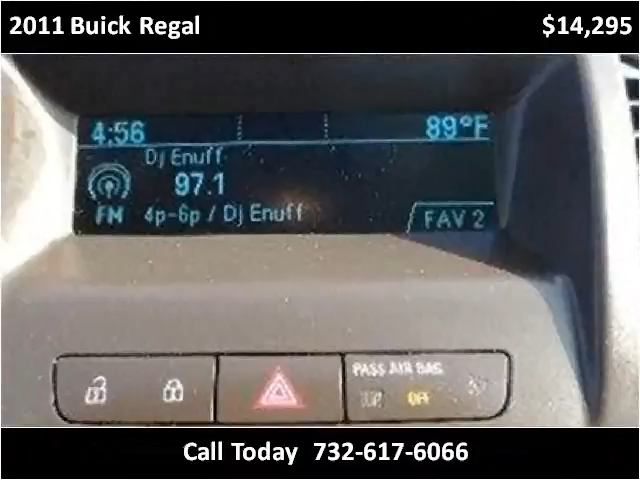 2011 Buick Regal $14,295
4:56 89°F
Dj Enuff
97.1
FM 4p-6p / Dj Enuff FAV 2
PASS AIR BAG
OFF
Call Today 732-617-6066